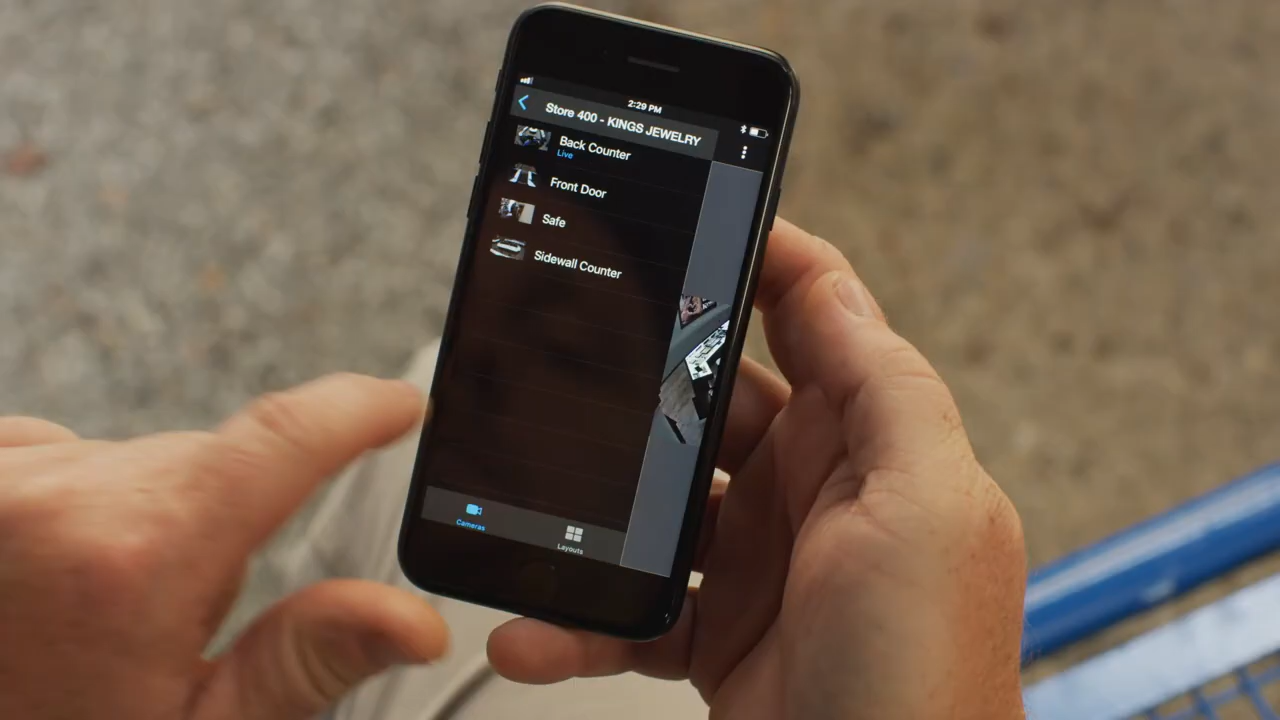 2:29 PM
Store 400 - KINGS JEWELRY
Back Counter
Live
Front Door
Safe
Sidewall Counter
Cameras
Layouts